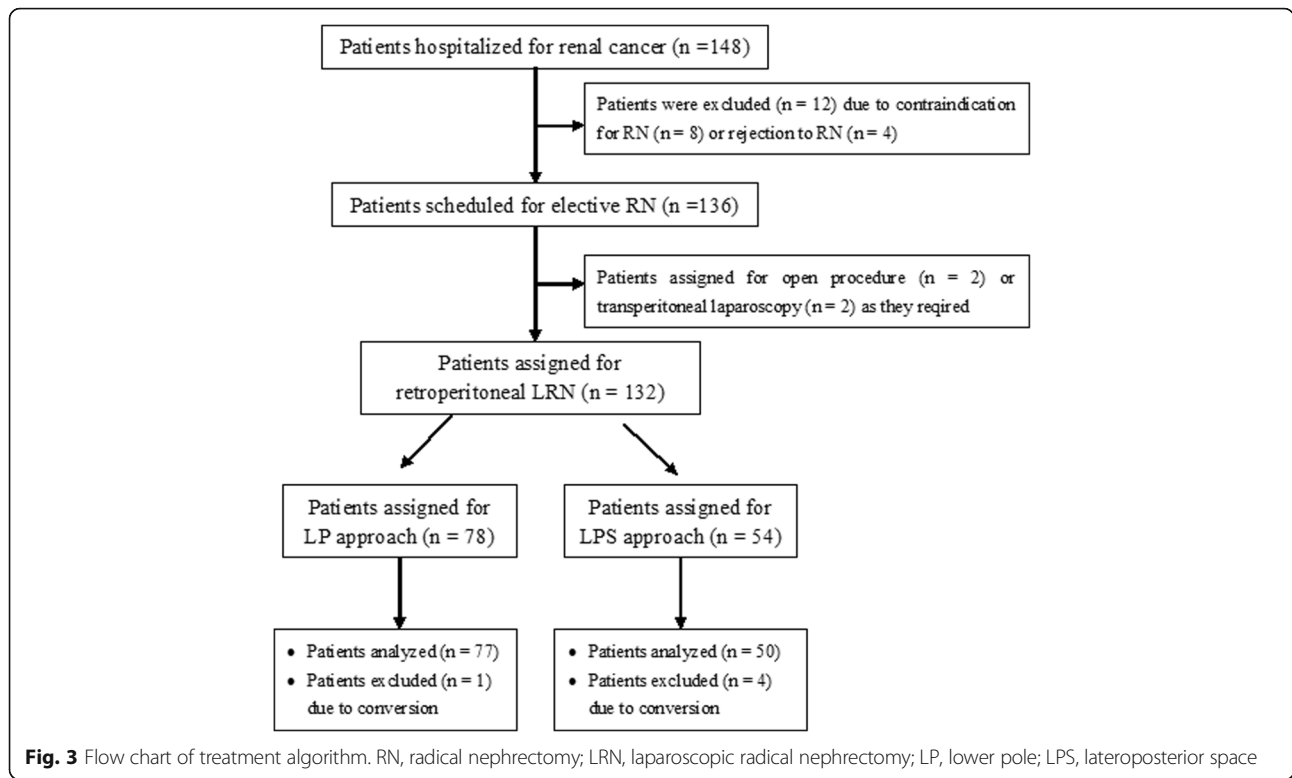 Patients hospitalized for renal cancer (n =148)
Patients were excluded (n = 12) due to contraindication
for RN (n = 8) or rejection to RN (n = 4)
Patients scheduled for elective RN (n =136)
Patients assigned for open procedure (n = 2) or
transperitoneal laparoscopy (n = 2) as they reqired
Patients assigned for
retroperitoneal LRN (n = 132)
Patients assigned for
LP approach (n = 78)
Patients assigned for
LPS approach (n = 54)
• Patients analyzed (n = 77)
• Patients excluded (n = 1)
due to conversion
• Patients analyzed (n = 50)
• Patients excluded (n = 4)
due to conversion
Fig. 3 Flow chart of treatment algorithm. RN, radical nephrectomy; LRN, laparoscopic radical nephrectomy; LP, lower pole; LPS, lateroposterior space